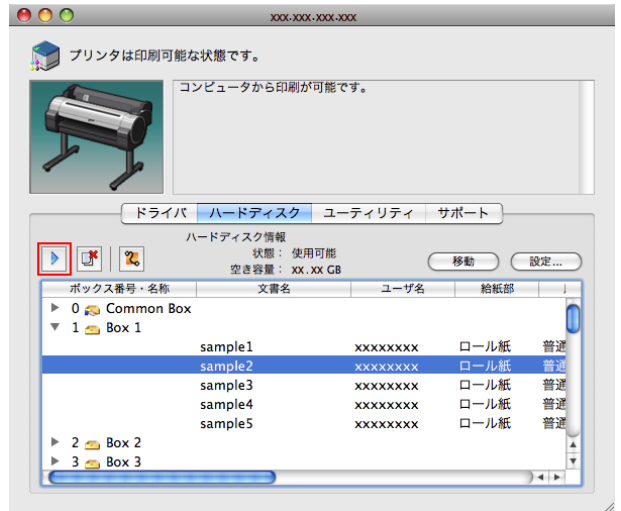 xxx.xxx.xxx.xxx
プリンタは印刷可能な状態です。
コンピュータから印刷が可能です。
ドライバ ハードディスク ユーティリティ サポート
ハードディスク情報
状態： 使用可能
空き容量： xx.xx GB
移動 設定...
ボックス番号・名称 文書名 ユーザ名 給紙部
0 Common Box
1 Box 1
sample1 xxxxxxxx ロール紙 普通
sample2 xxxxxxxx ロール紙 普通
sample3 xxxxxxxx ロール紙 普通
sample4 xxxxxxxx ロール紙 普通
sample5 xxxxxxxx ロール紙 普通
2 Box 2
3 Box 3